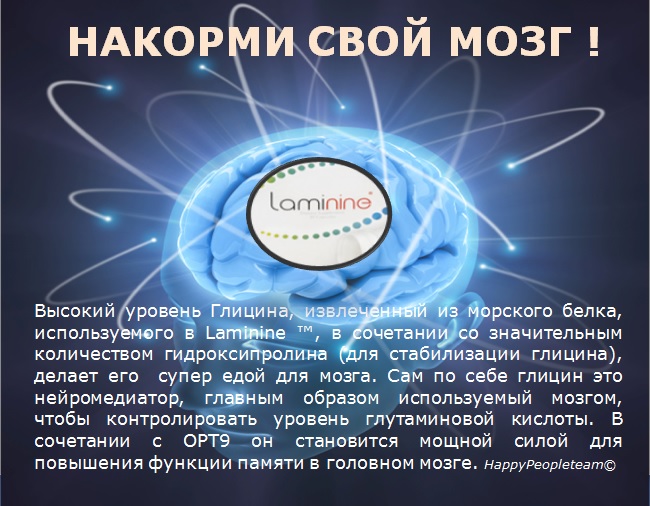 НАКОРМИ СВОЙ МОЗГ !
Laminine
Высокий уровень Глицина, извлеченный из морского белка,
используемого в Laminine ™, в сочетании со значительным
количеством гидроксипролина (для стабилизации глицина),
делает его супер едой для мозга. Сам по себе глицин это
нейромедиатор, главным образом используемый мозгом,
чтобы контролировать уровень глутаминовой кислоты. В
сочетании с OPT9 он становится мощной силой для
повышения функции памяти в головном мозге. HappyPeopleteam©